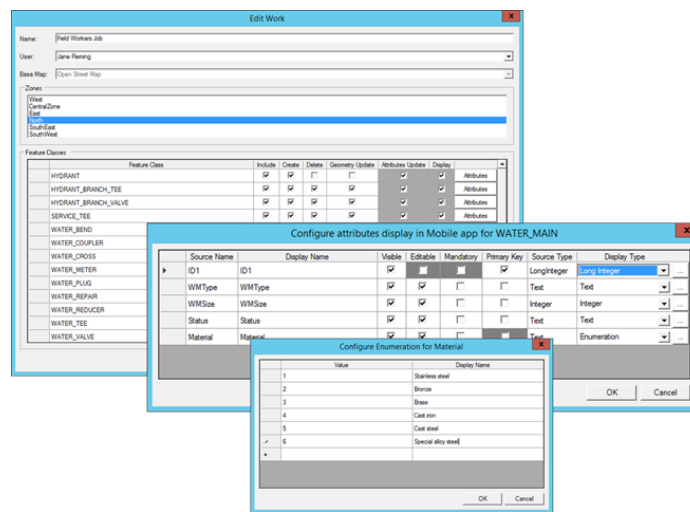 Edit Work
x
Name: Field Workers Job
User: Jane Fleming
Base Map: Open Street Map
Zones
West
CentralZone
East
North
SouthEast
SouthWest
Feature Classes
Feature Class Include Create Delete Geometry Update Attributes Update Display
HYDRANT Attributes
HYDRANT_BRANCH_TEE Attributes
HYDRANT_BRANCH_VALVE Attributes
SERVICE_TEE Attributes
WATER_BEND
WATER_COUPLER
WATER_CROSS
WATER_METER
WATER_PLUG
WATER_REPAIR
WATER_REDUCER
WATER_TEE
WATER_VALVE
Configure attributes display in Mobile app for WATER_MAIN
x
Source Name Display Name Visible Editable Mandatory Primary Key Source Type Display Type
ID1 ID1 LongInteger Long Integer ...
WMType WMType Text Text ...
WMSize WMSize Integer Integer ...
Status Status Text Text ...
Material Material Text Enumeration ...
OK Cancel
Configure Enumeration for Material
x
Value Display Name
1 Stainless steel
2 Bronze
3 Brass
4 Cast iron
5 Cast steel
6 Special alloy steel
*
OK Cancel